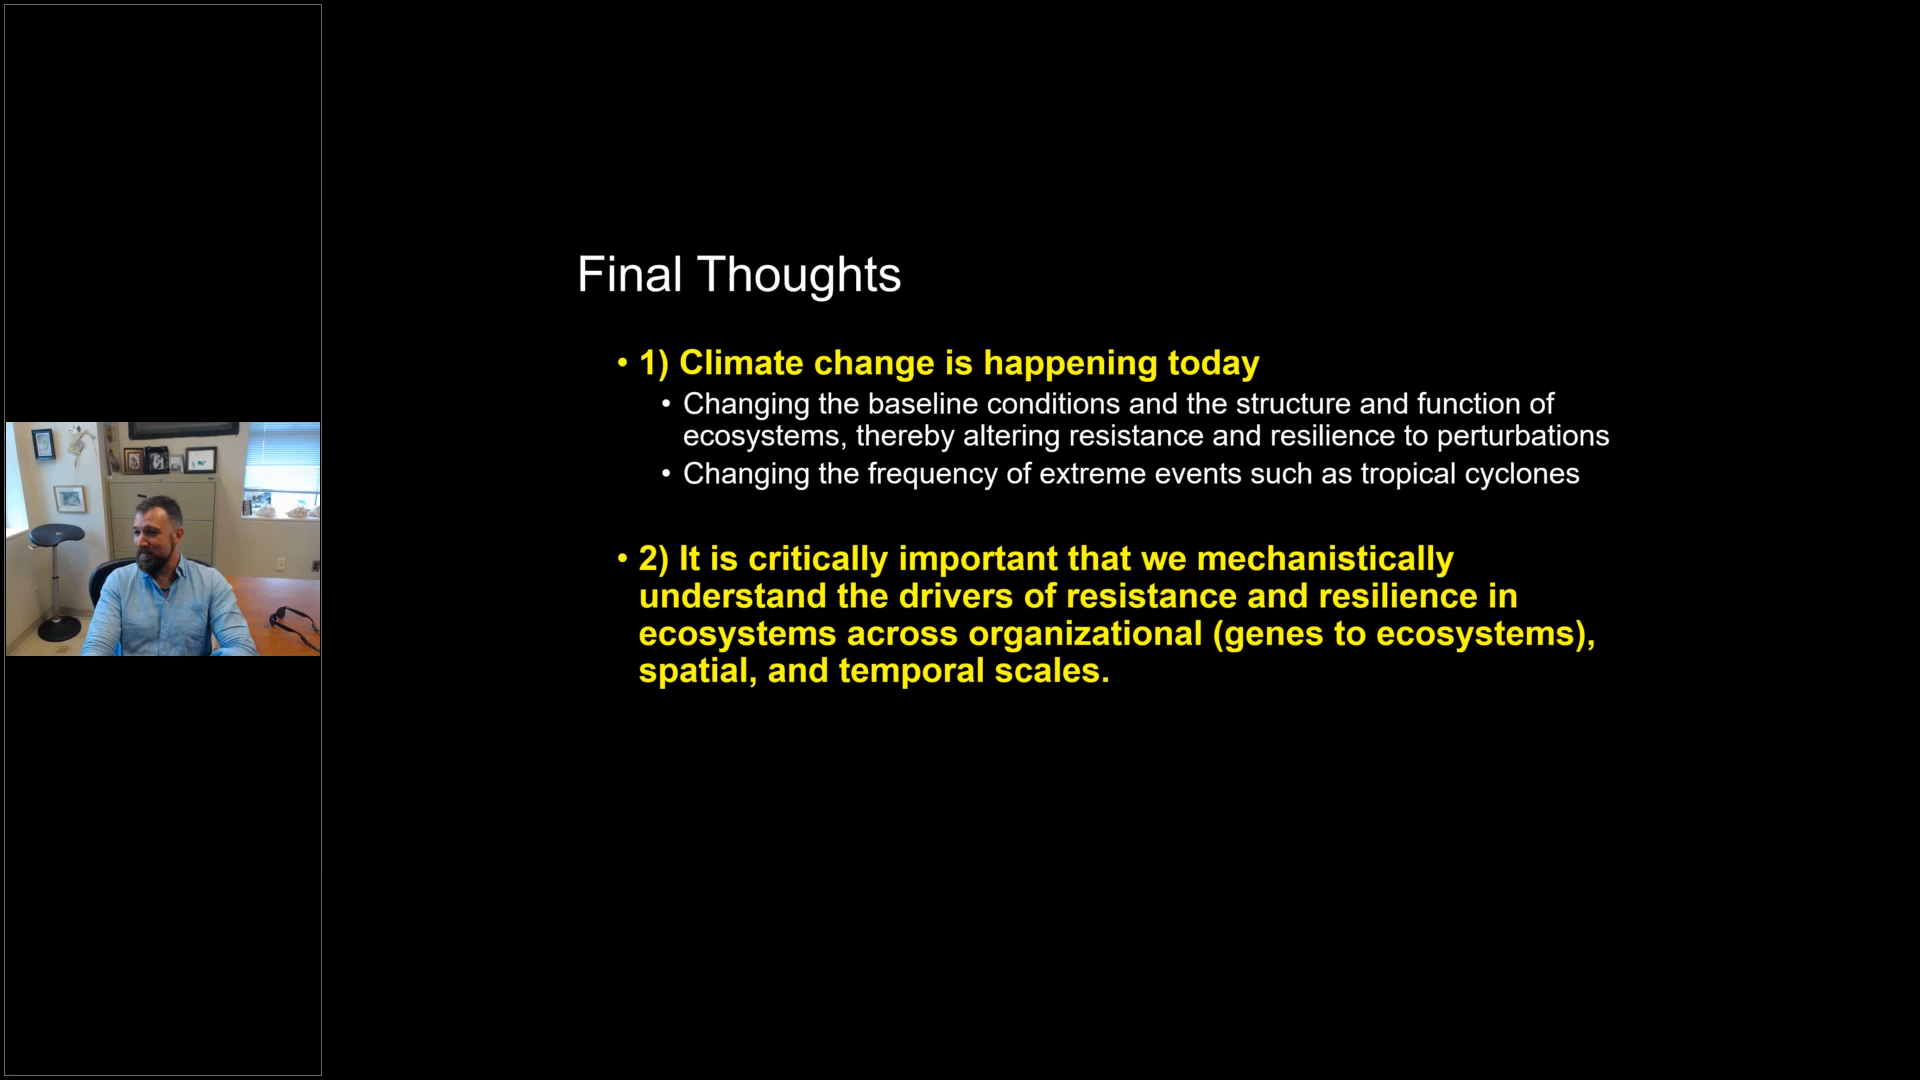 Final Thoughts
• 1) Climate change is happening today
• Changing the baseline conditions and the structure and function of
ecosystems, thereby altering resistance and resilience to perturbations
• Changing the frequency of extreme events such as tropical cyclones
• 2) It is critically important that we mechanistically
understand the drivers of resistance and resilience in
ecosystems across organizational (genes to ecosystems),
spatial, and temporal scales.